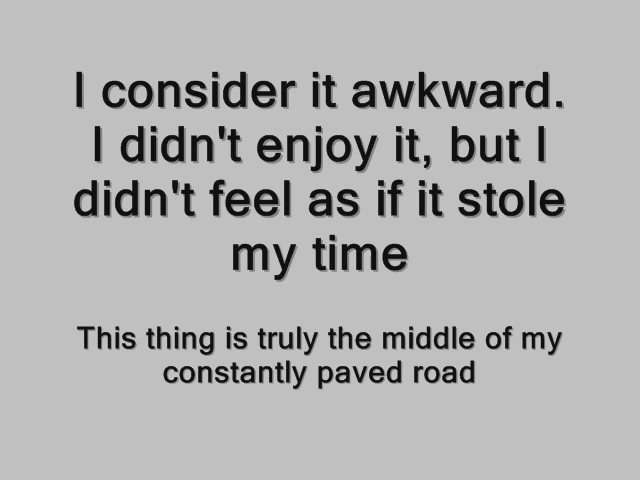 I consider it awkward.
I didn't enjoy it, but I
didn't feel as if it stole
my time
This thing is truly the middle of my
constantly paved road